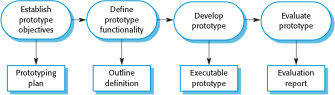 Establish
prototype
objectives
Define
prototype
functionality
Develop
prototype
Evaluate
prototype
Prototyping
plan
Outline
definition
Executable
prototype
Evaluation
report